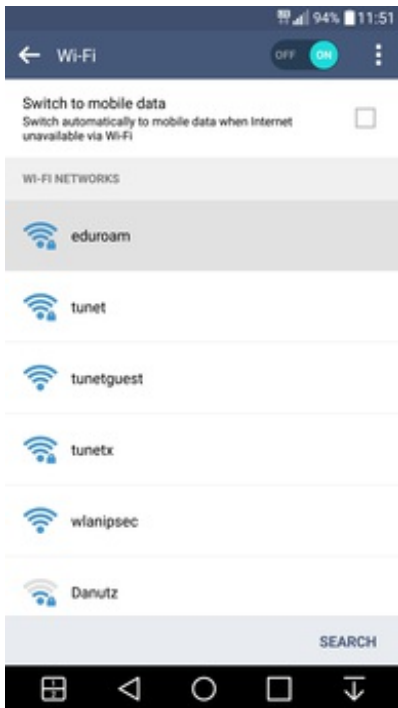 94% 11:51
Wi-Fi OFF ON
Switch to mobile data
Switch automatically to mobile data when Internet
unavailable via Wi-Fi
WI-FI NETWORKS
eduroam
tunet
tunetguest
tunetx
wlanipsec
Danutz
SEARCH